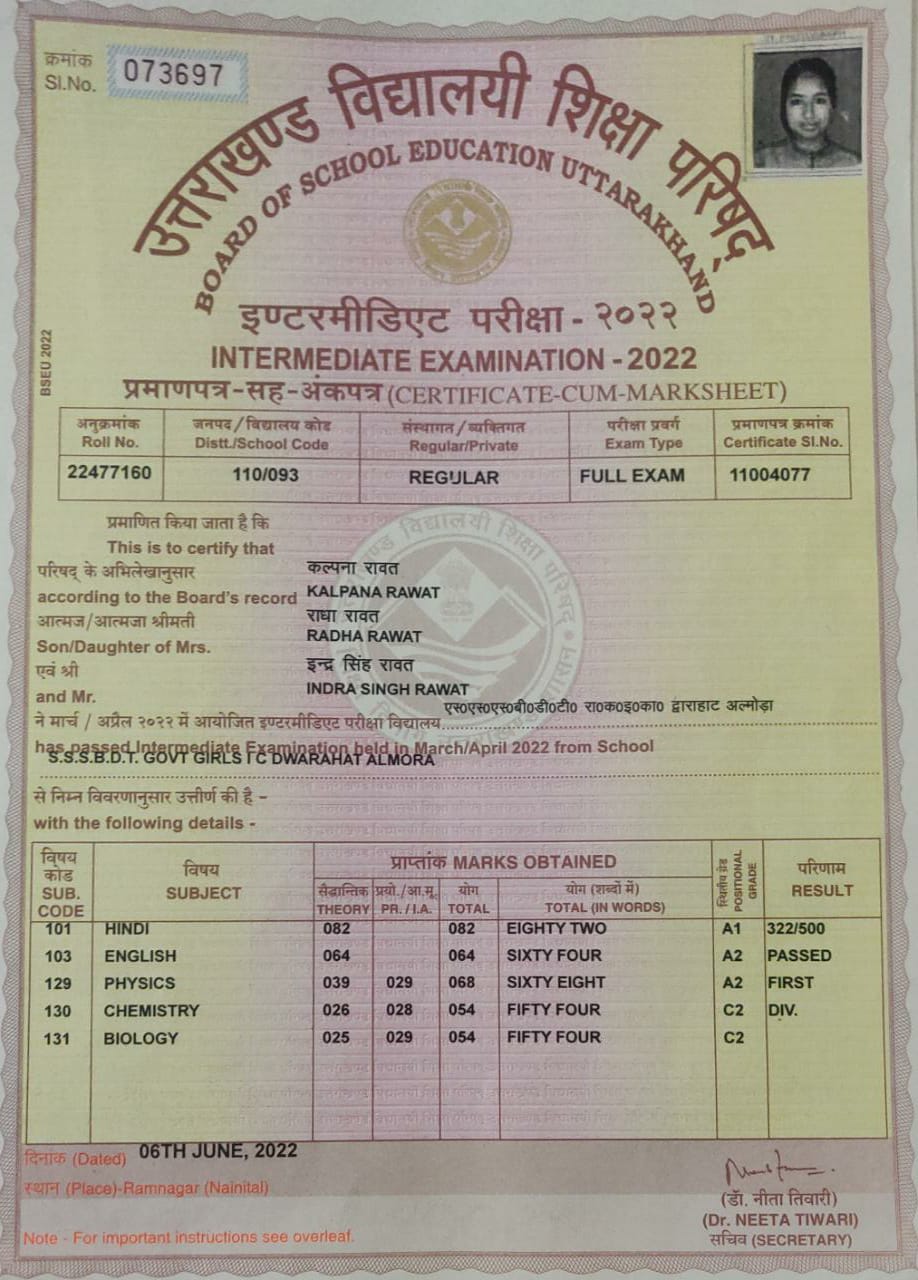 क्रमांक
Sl.No. 073697
उत्तराखण्ड विद्यालयी शिक्षा परिषद्
BOARD OF SCHOOL EDUCATION UTTARAKHAND
इण्टरमीडिएट परीक्षा - २०२२
INTERMEDIATE EXAMINATION - 2022
BSEU 2022
प्रमाणपत्र-सह-अंकपत्र (CERTIFICATE-CUM-MARKSHEET)
अनुक्रमांक जनपद / विद्यालय कोड संस्थागत / व्यक्तिगत परीक्षा प्रवर्ग प्रमाणपत्र क्रमांक
Roll No. Distt./School Code Regular/Private Exam Type Certificate Sl.No.
22477160 110/093 REGULAR FULL EXAM 11004077
प्रमाणित किया जाता है कि
This is to certify that
परिषद् के अभिलेखानुसार कल्पना रावत
according to the Board's record KALPANA RAWAT
आत्मज/आत्मजा श्रीमती राधा रावत
Son/Daughter of Mrs. RADHA RAWAT
एवं श्री इन्द्र सिंह रावत
and Mr. INDRA SINGH RAWAT
ने मार्च / अप्रैल २०२२ में आयोजित इण्टरमीडिएट परीक्षा विद्यालय एस०एस०एस०बी०डी०टी० रा०क०इ०का० द्वाराहाट अल्मोड़ा
has passed Intermediate Examination held in March/April 2022 from School
S.S.S.B.D.T. GOVT GIRLS I C DWARAHAT ALMORA
से निम्न विवरणानुसार उत्तीर्ण की है -
with the following details -
विषय कोड विषय प्राप्तांक MARKS OBTAINED स्थितीय ग्रेड परिणाम
SUB. CODE SUBJECT POSITIONAL GRADE RESULT
सैद्धान्तिक प्रयो./आ.मू. योग योग (शब्दों में)
THEORY PR. / I.A. TOTAL TOTAL (IN WORDS)
101 HINDI 082 082 EIGHTY TWO A1 322/500
103 ENGLISH 064 064 SIXTY FOUR A2 PASSED
129 PHYSICS 039 029 068 SIXTY EIGHT A2 FIRST
130 CHEMISTRY 026 028 054 FIFTY FOUR C2 DIV.
131 BIOLOGY 025 029 054 FIFTY FOUR C2
दिनांक (Dated) 06TH JUNE, 2022
स्थान (Place)-Ramnagar (Nainital)
(डॉ. नीता तिवारी)
(Dr. NEETA TIWARI)
सचिव (SECRETARY)
Note - For important instructions see overleaf.